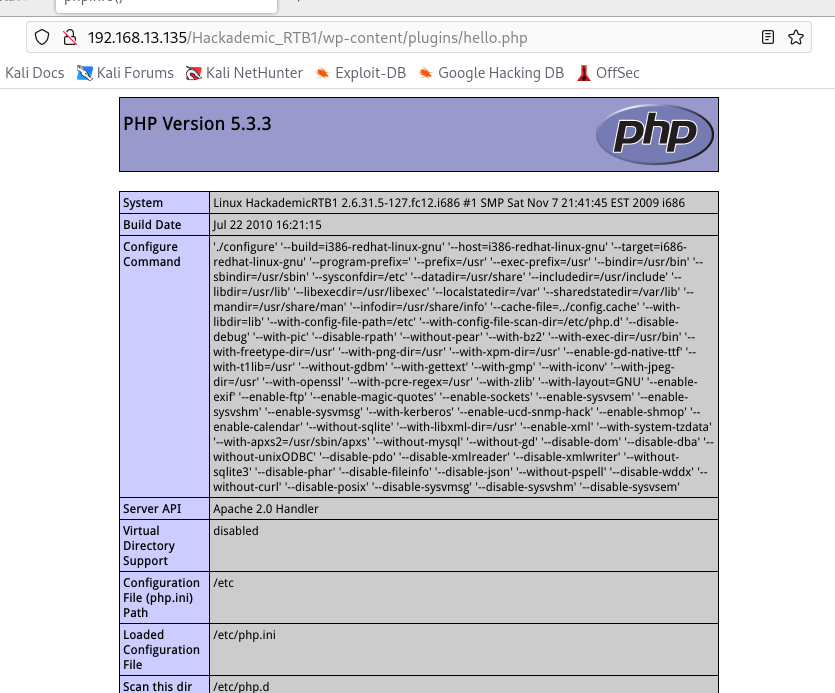 phpinfo()
192.168.13.135/Hackademic_RTB1/wp-content/plugins/hello.php
Kali Docs Kali Forums Kali NetHunter Exploit-DB Google Hacking DB OffSec
PHP Version 5.3.3
php
System Linux HackademicRTB1 2.6.31.5-127.fc12.i686 #1 SMP Sat Nov 7 21:41:45 EST 2009 i686
Build Date Jul 22 2010 16:21:15
Configure
Command
'./configure' '--build=i386-redhat-linux-gnu' '--host=i386-redhat-linux-gnu' '--target=i686-
redhat-linux-gnu' '--program-prefix=' '--prefix=/usr' '--exec-prefix=/usr' '--bindir=/usr/bin' '--
sbindir=/usr/sbin' '--sysconfdir=/etc' '--datadir=/usr/share' '--includedir=/usr/include' '--
libdir=/usr/lib' '--libexecdir=/usr/libexec' '--localstatedir=/var' '--sharedstatedir=/var/lib' '--
mandir=/usr/share/man' '--infodir=/usr/share/info' '--cache-file=../config.cache' '--with-
libdir=lib' '--with-config-file-path=/etc' '--with-config-file-scan-dir=/etc/php.d' '--disable-
debug' '--with-pic' '--disable-rpath' '--without-pear' '--with-bz2' '--with-exec-dir=/usr/bin' '--
with-freetype-dir=/usr' '--with-png-dir=/usr' '--with-xpm-dir=/usr' '--enable-gd-native-ttf' '--
with-t1lib=/usr' '--without-gdbm' '--with-gettext' '--with-gmp' '--with-iconv' '--with-jpeg-
dir=/usr' '--with-openssl' '--with-pcre-regex=/usr' '--with-zlib' '--with-layout=GNU' '--enable-
exif' '--enable-ftp' '--enable-magic-quotes' '--enable-sockets' '--enable-sysvsem' '--enable-
sysvshm' '--enable-sysvmsg' '--with-kerberos' '--enable-ucd-snmp-hack' '--enable-shmop' '--
enable-calendar' '--without-sqlite' '--with-libxml-dir=/usr' '--enable-xml' '--with-system-tzdata'
'--with-apxs2=/usr/sbin/apxs' '--without-mysql' '--without-gd' '--disable-dom' '--disable-dba' '--
without-unixODBC' '--disable-pdo' '--disable-xmlreader' '--disable-xmlwriter' '--without-
sqlite3' '--disable-phar' '--disable-fileinfo' '--disable-json' '--without-pspell' '--disable-wddx' '--
without-curl' '--disable-posix' '--disable-sysvmsg' '--disable-sysvshm' '--disable-sysvsem'
Server API Apache 2.0 Handler
Virtual
Directory
Support
disabled
Configuration
File (php.ini)
Path
/etc
Loaded
Configuration
File
/etc/php.ini
Scan this dir /etc/php.d